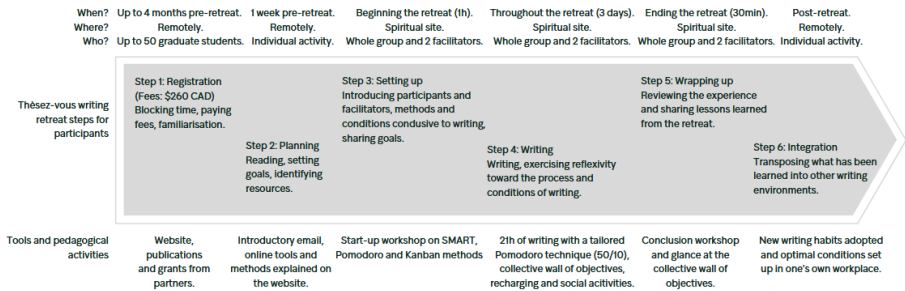 When?
Up to 4 months pre-retreat.
1 week pre-retreat.
Beginning the retreat (1h).
Throughout the retreat (3 days).
Ending the retreat (30min).
Post-retreat.
Where?
Remotely.
Remotely.
Spiritual site.
Spiritual site.
Spiritual site.
Remotely.
Who?
Up to 50 graduate students.
Individual activity.
Whole group and 2 facilitators.
Whole group and 2 facilitators.
Whole group and 2 facilitators.
Individual activity.
Thèsez-vous writing
retreat steps for
participants
Step 1: Registration
(Fees: $260 CAD)
Blocking time, paying
fees, familiarisation.
Step 2: Planning
Reading, setting
goals, identifying
resources.
Step 3: Setting up
Introducing participants and
facilitators, methods and
conditions condusive to writing,
sharing goals.
Step 4: Writing
Writing, exercising reflexivity
toward the process and
conditions of writing.
Step 5: Wrapping up
Reviewing the experience
and sharing lessons learned
from the retreat.
Step 6: Integration
Transposing what has been
learned into other writing
environments.
Tools and pedagogical
activities
Website,
publications
and grants from
partners.
Introductory email,
online tools and
methods explained on
the website.
Start-up workshop on SMART,
Pomodoro and Kanban methods
21h of writing with a tailored
Pomodoro technique (50/10),
collective wall of objectives,
recharging and social acitivities.
Conclusion workshop
and glance at the
collective wall of
objectives.
New writing habits adopted
and optimal conditions set
up in one's own workplace.